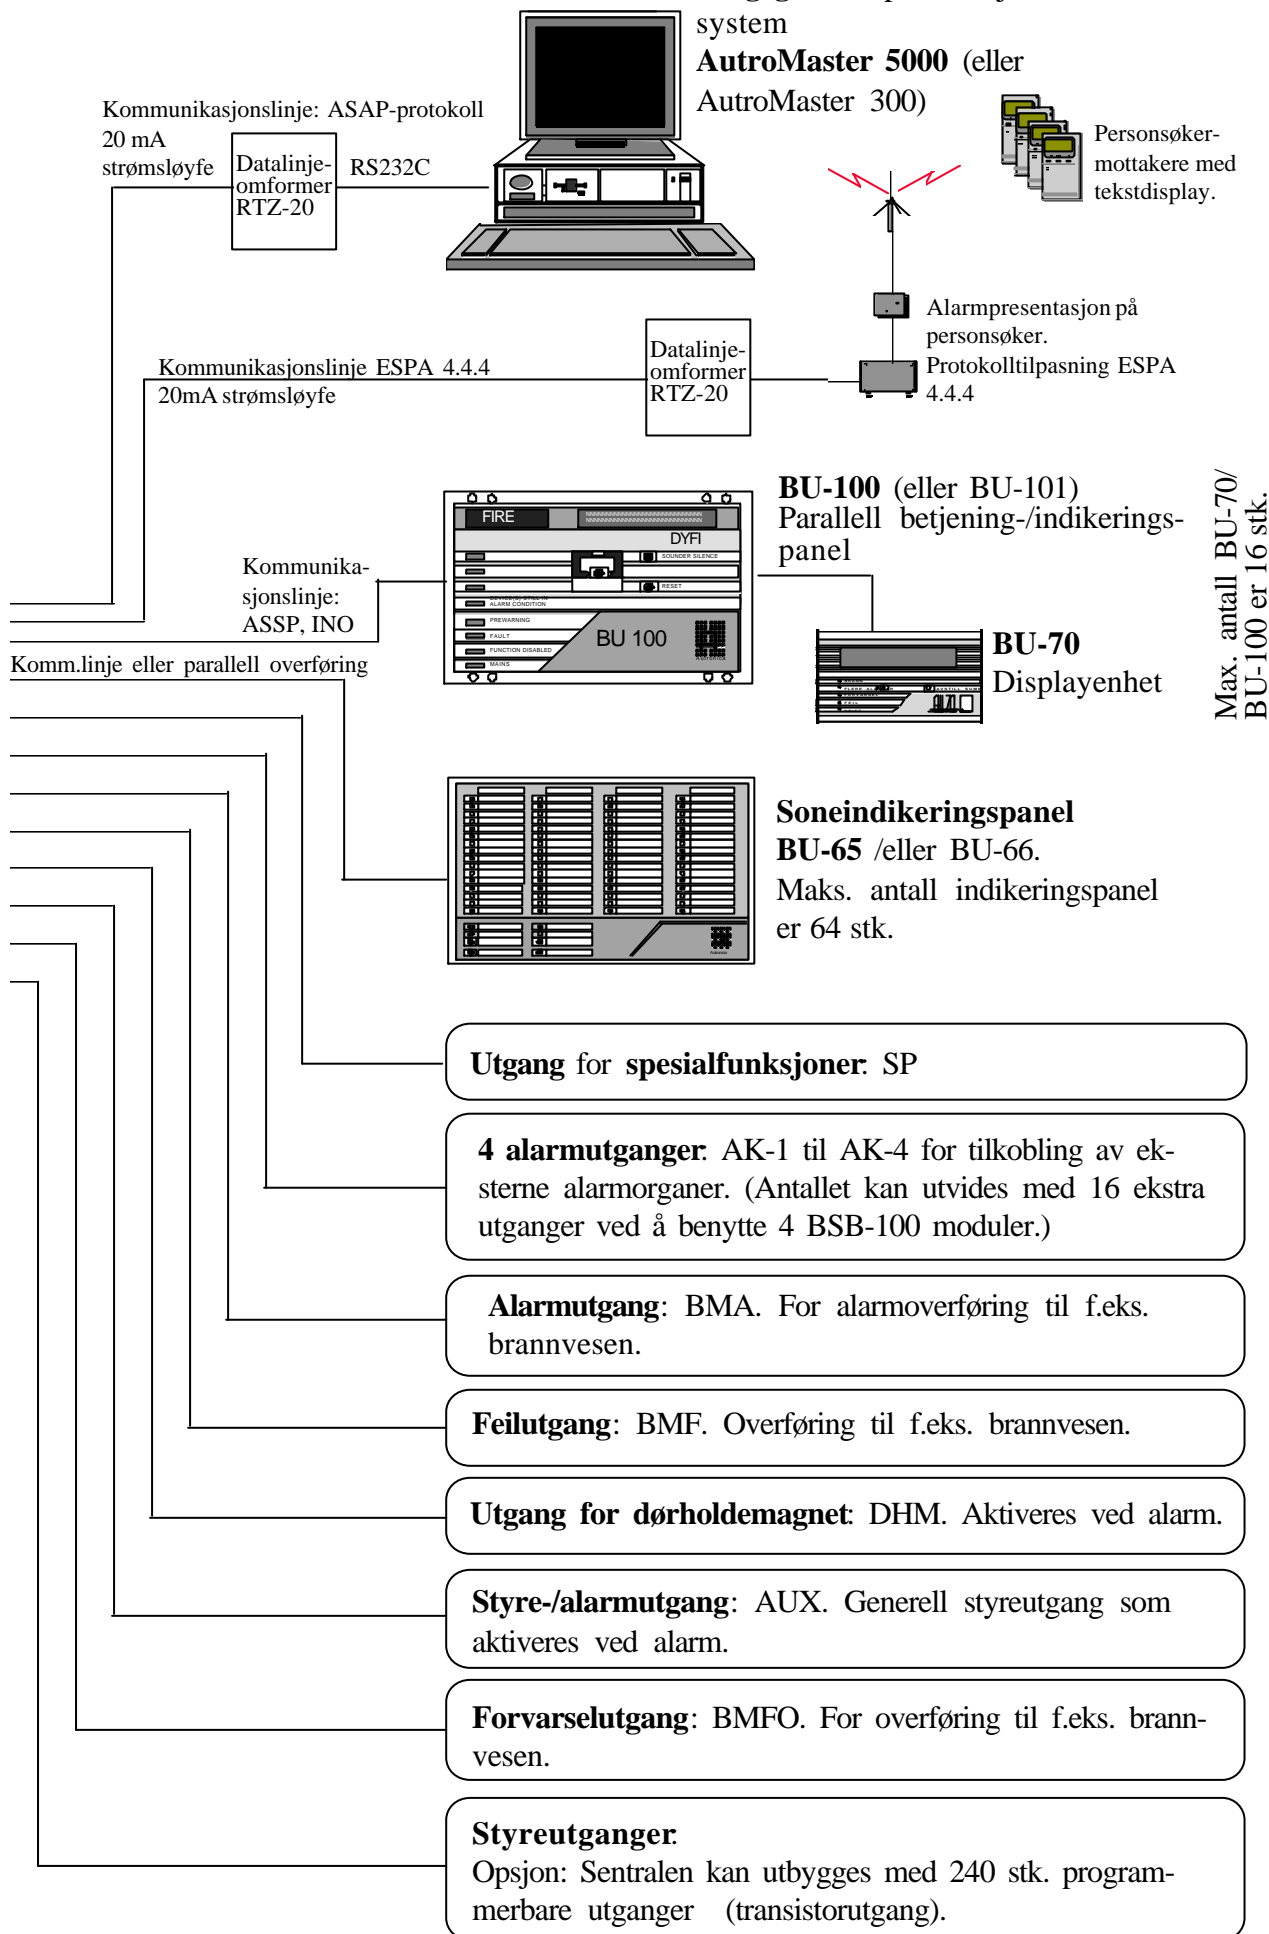 system
AutroMaster 5000 (eller
AutroMaster 300)
Kommunikasjonslinje: ASAP-protokoll
20 mA
strømsløyfe
Datalinje-
omformer
RTZ-20
RS232C
Personsøker-
mottakere med
tekstdisplay.
Alarmpresentasjon på
personsøker.
Protokolltilpasning ESPA
4.4.4
Kommunikasjonslinje ESPA 4.4.4
20mA strømsløyfe
Datalinje-
omformer
RTZ-20
BU-100 (eller BU-101)
Parallell betjening-/indikerings-
panel
Max. antall BU-70/
BU-100 er 16 stk.
FIRE
DYFI
SOUNDER SILENCE
RESET
DEVICE(S) STILL IN
ALARM CONDITION
PREWARNING
FAULT
FUNCTION DISABLED
MAINS
BU 100
Autronica
Kommunika-
sjonslinje:
ASSP, INO
BU-70
Displayenhet
Komm.linje eller parallell overføring
Soneindikeringspanel
BU-65 /eller BU-66.
Maks. antall indikeringspanel
er 64 stk.
Utgang for spesialfunksjoner: SP
4 alarmutganger: AK-1 til AK-4 for tilkobling av ek-
sterne alarmorganer. (Antallet kan utvides med 16 ekstra
utganger ved å benytte 4 BSB-100 moduler.)
Alarmutgang: BMA. For alarmoverføring til f.eks.
brannvesen.
Feilutgang: BMF. Overføring til f.eks. brannvesen.
Utgang for dørholdemagnet: DHM. Aktiveres ved alarm.
Styre-/alarmutgang: AUX. Generell styreutgang som
aktiveres ved alarm.
Forvarselutgang: BMFO. For overføring til f.eks. brann-
vesen.
Styreutganger:
Opsjon: Sentralen kan utbygges med 240 stk. program-
merbare utganger (transistorutgang).